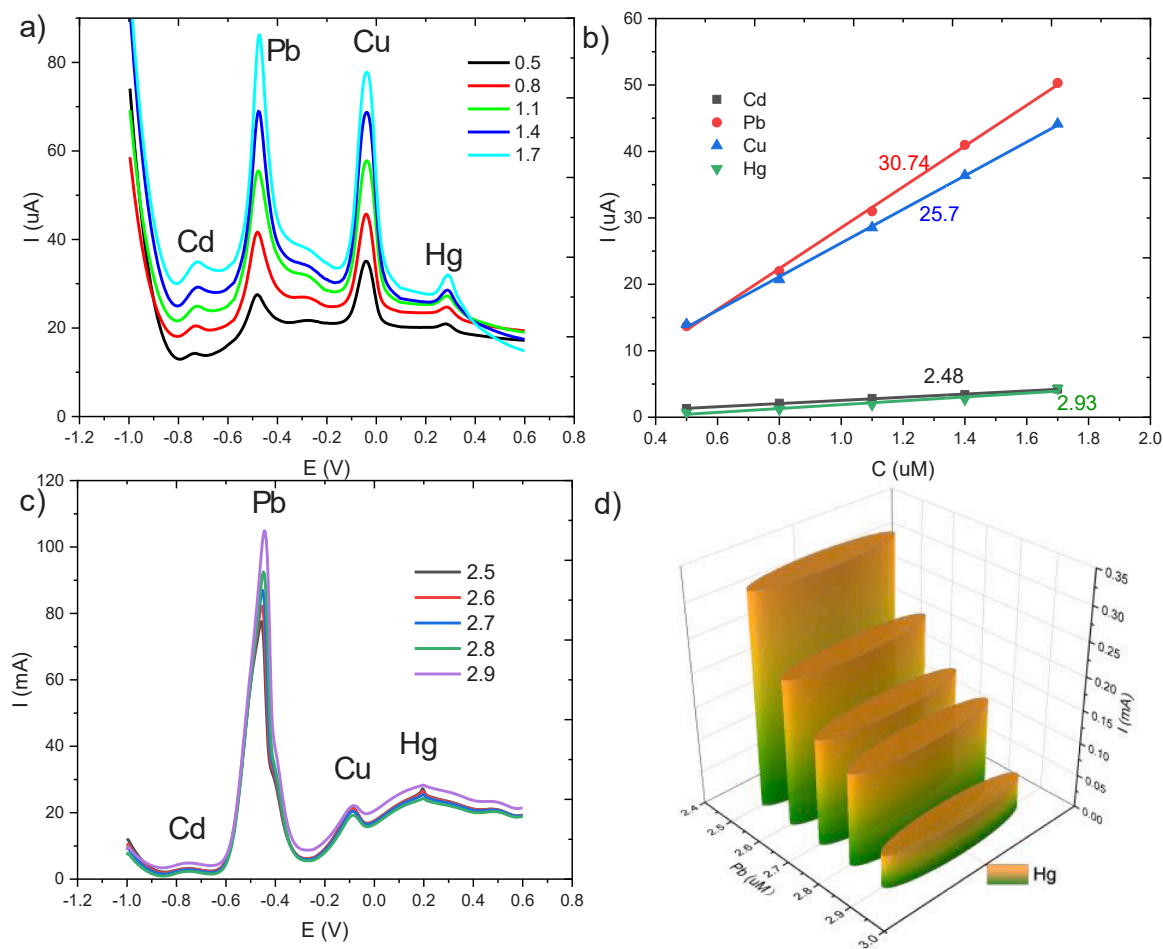 a)
Pb
Cu
Cd
Hg
0.5
0.8
1.1
1.4
1.7
I (uA)
80
60
40
20
0
-1.2 -1.0 -0.8 -0.6 -0.4 -0.2 0.0 0.2 0.4 0.6 0.8
E (V)
b)
Cd
Pb
Cu
Hg
30.74
25.7
2.48
2.93
I (uA)
60
50
40
30
20
10
0
0.4 0.6 0.8 1.0 1.2 1.4 1.6 1.8 2.0
C (uM)
c)
Pb
Cd
Cu
Hg
2.5
2.6
2.7
2.8
2.9
I (mA)
120
100
80
60
40
20
0
-1.2 -1.0 -0.8 -0.6 -0.4 -0.2 0.0 0.2 0.4 0.6 0.8
E (V)
d)
0.35
0.30
0.25
0.20
0.15
0.10
0.05
0.00
I (mA)
2.4
2.5
2.6
2.7
2.8
2.9
3.0
Pb (uM)
Hg